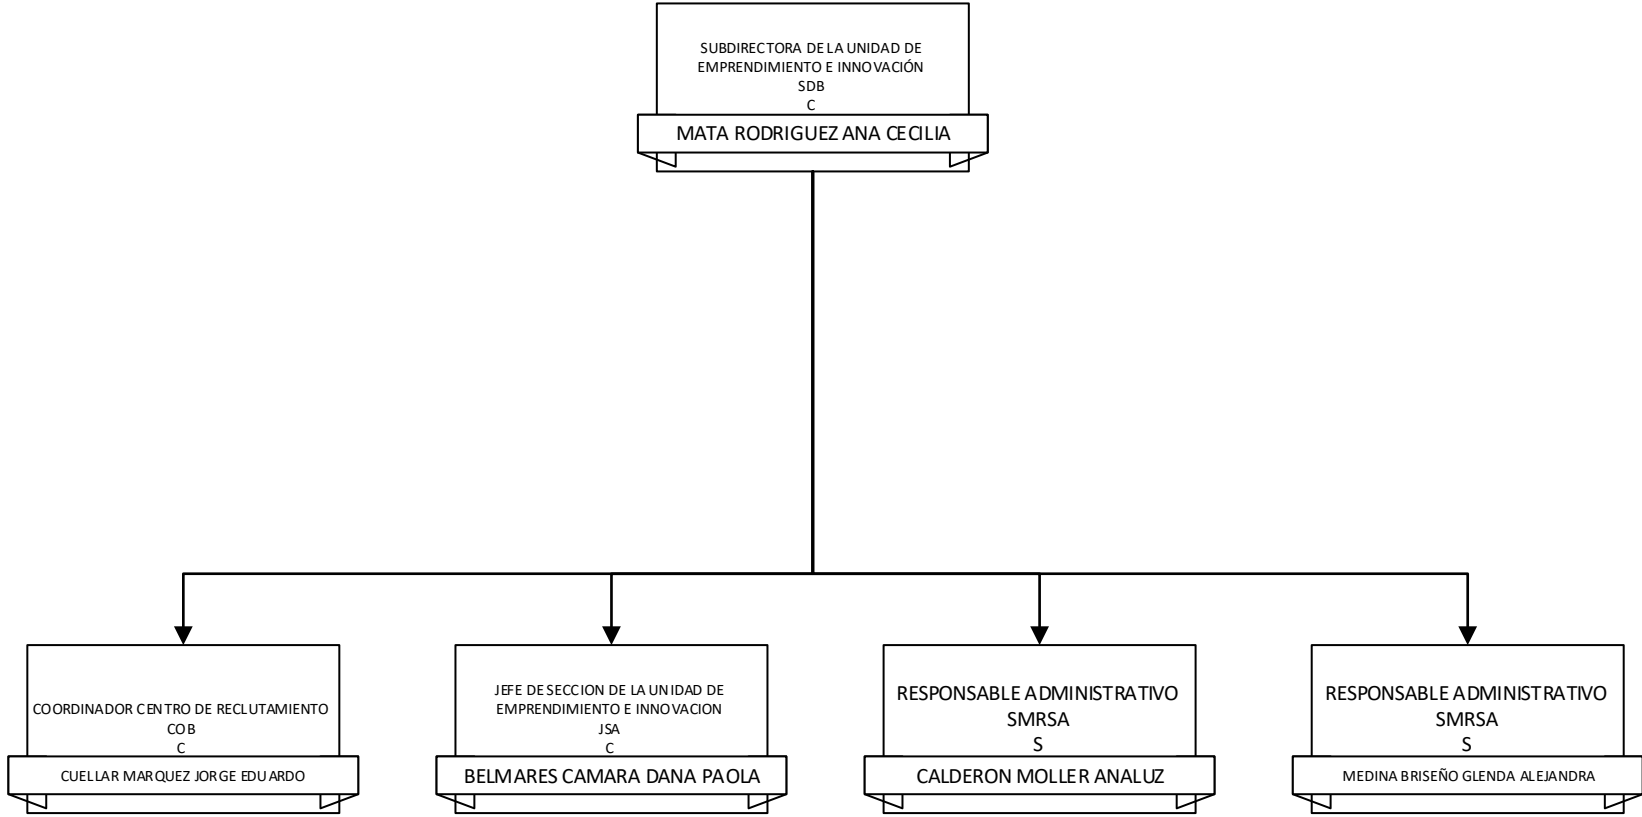 SUBDIRECTORA DE LA UNIDAD DE
EMPRENDIMIENTO E INNOVACIÓN
SDB
C
MATA RODRIGUEZ ANA CECILIA
COORDINADOR CENTRO DE RECLUTAMIENTO
COB
C
CUELLAR MARQUEZ JORGE EDUARDO
JEFE DE SECCION DE LA UNIDAD DE
EMPRENDIMIENTO E INNOVACION
JSA
C
BELMARES CAMARA DANA PAOLA
RESPONSABLE ADMINISTRATIVO
SMRSA
S
CALDERON MOLLER ANALUZ
RESPONSABLE ADMINISTRATIVO
SMRSA
S
MEDINA BRISEÑO GLENDA ALEJANDRA